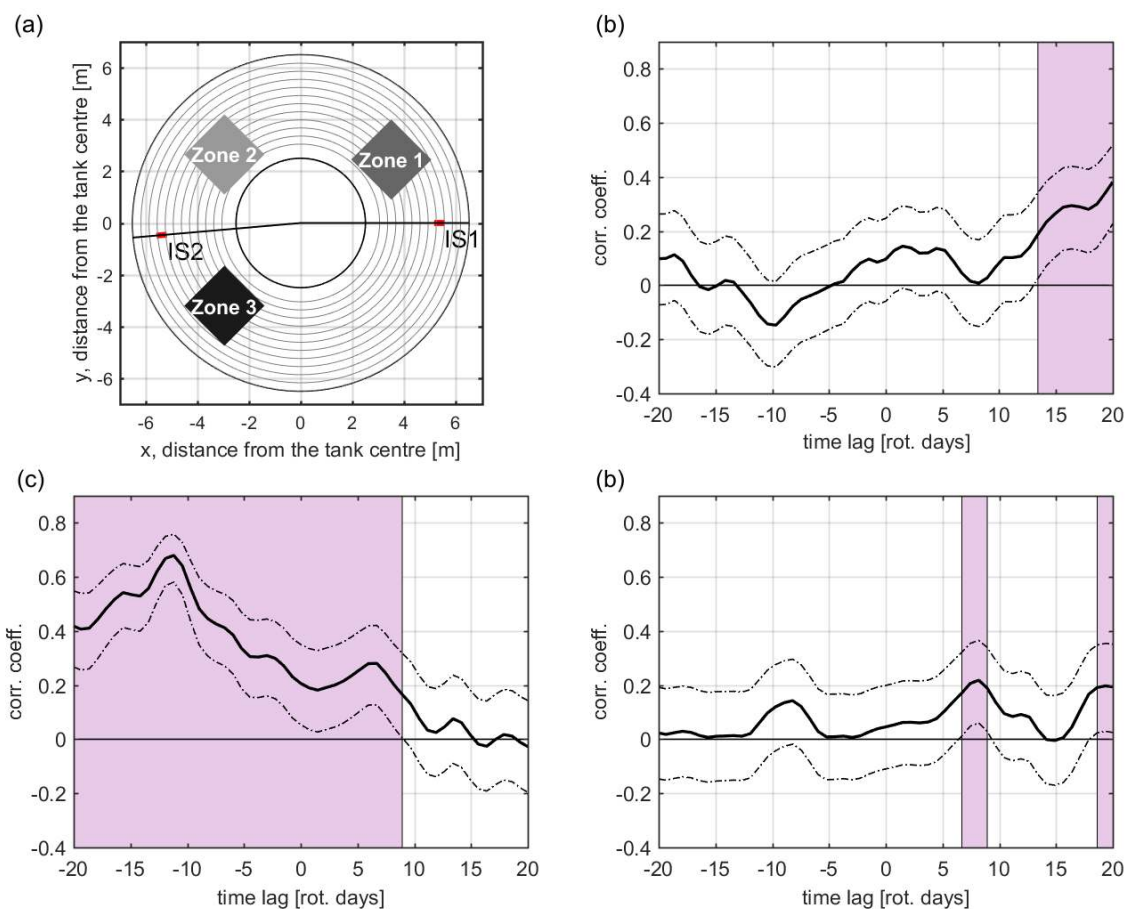 (a)
y, distance from the tank centre [m]
6
4
2
0
-2
-4
-6
Zone 2
Zone 1
IS2
IS1
Zone 3
-6 -4 -2 0 2 4 6
x, distance from the tank centre [m]
(b)
corr. coeff.
0.8
0.6
0.4
0.2
0
-0.2
-0.4
-20 -15 -10 -5 0 5 10 15 20
time lag [rot. days]
(c)
corr. coeff.
0.8
0.6
0.4
0.2
0
-0.2
-0.4
-20 -15 -10 -5 0 5 10 15 20
time lag [rot. days]
(b)
corr. coeff.
0.8
0.6
0.4
0.2
0
-0.2
-0.4
-20 -15 -10 -5 0 5 10 15 20
time lag [rot. days]